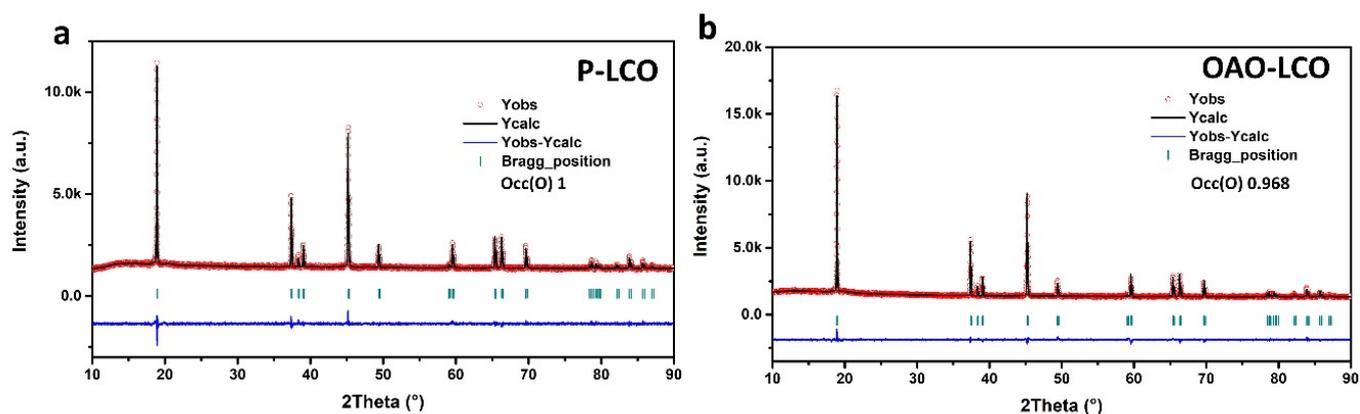 a
P-LCO
Yobs
Ycalc
Yobs-Ycalc
Bragg_position
Occ(O) 1
10.0k
5.0k
0.0
Intensity (a.u.)
10 20 30 40 50 60 70 80 90
2Theta (°)
b
OAO-LCO
Yobs
Ycalc
Yobs-Ycalc
Bragg_position
Occ(O) 0.968
20.0k
15.0k
10.0k
5.0k
0.0
Intensity (a.u.)
10 20 30 40 50 60 70 80 90
2Theta (°)